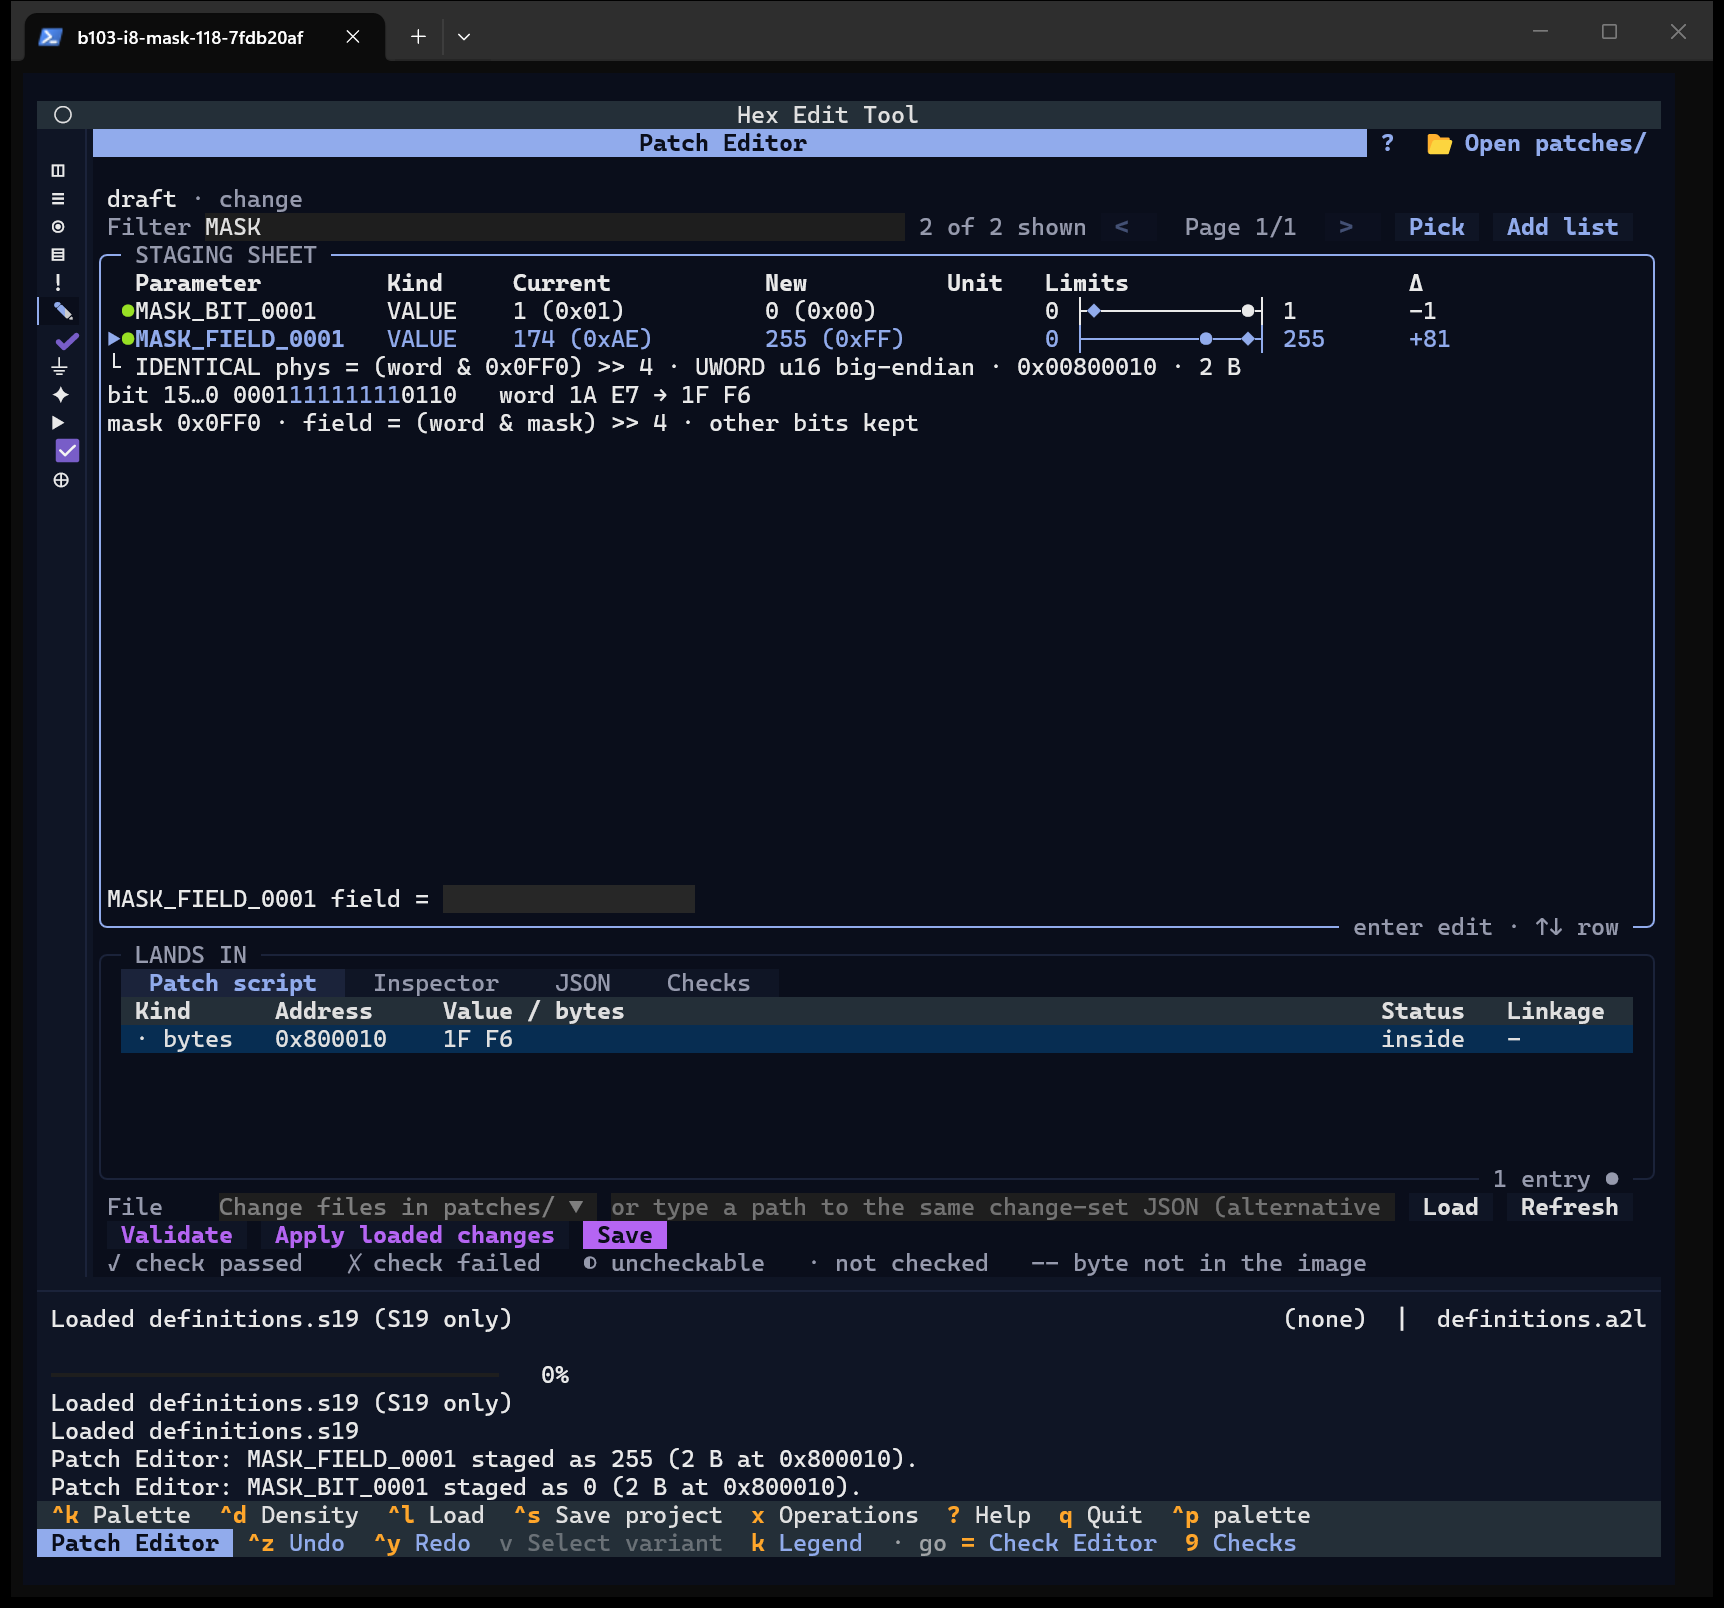 b103-i8-mask-118-7fdb20af
Hex Edit Tool
Patch Editor ? Open patches/
draft · change
Filter MASK 2 of 2 shown < Page 1/1 > Pick Add list
STAGING SHEET
Parameter Kind Current New Unit Limits Δ
MASK_BIT_0001 VALUE 1 (0x01) 0 (0x00) 0 1 −1
MASK_FIELD_0001 VALUE 174 (0xAE) 255 (0xFF) 0 255 +81
└ IDENTICAL phys = (word & 0x0FF0) >> 4 · UWORD u16 big-endian · 0x00800010 · 2 B
bit 15…0 0001111111110110 word 1A E7 → 1F F6
mask 0x0FF0 · field = (word & mask) >> 4 · other bits kept
MASK_FIELD_0001 field =
enter edit · ↑↓ row
LANDS IN
Patch script Inspector JSON Checks
Kind Address Value / bytes Status Linkage
· bytes 0x800010 1F F6 inside −
1 entry ●
File Change files in patches/ ▼ or type a path to the same change-set JSON (alternative Load Refresh
Validate Apply loaded changes Save
✓ check passed ✗ check failed ◐ uncheckable · not checked -- byte not in the image
Loaded definitions.s19 (S19 only) (none) | definitions.a2l
0%
Loaded definitions.s19 (S19 only)
Loaded definitions.s19
Patch Editor: MASK_FIELD_0001 staged as 255 (2 B at 0x800010).
Patch Editor: MASK_BIT_0001 staged as 0 (2 B at 0x800010).
^k Palette ^d Density ^l Load ^s Save project x Operations ? Help q Quit ^p palette
Patch Editor ^z Undo ^y Redo v Select variant k Legend · go = Check Editor 9 Checks